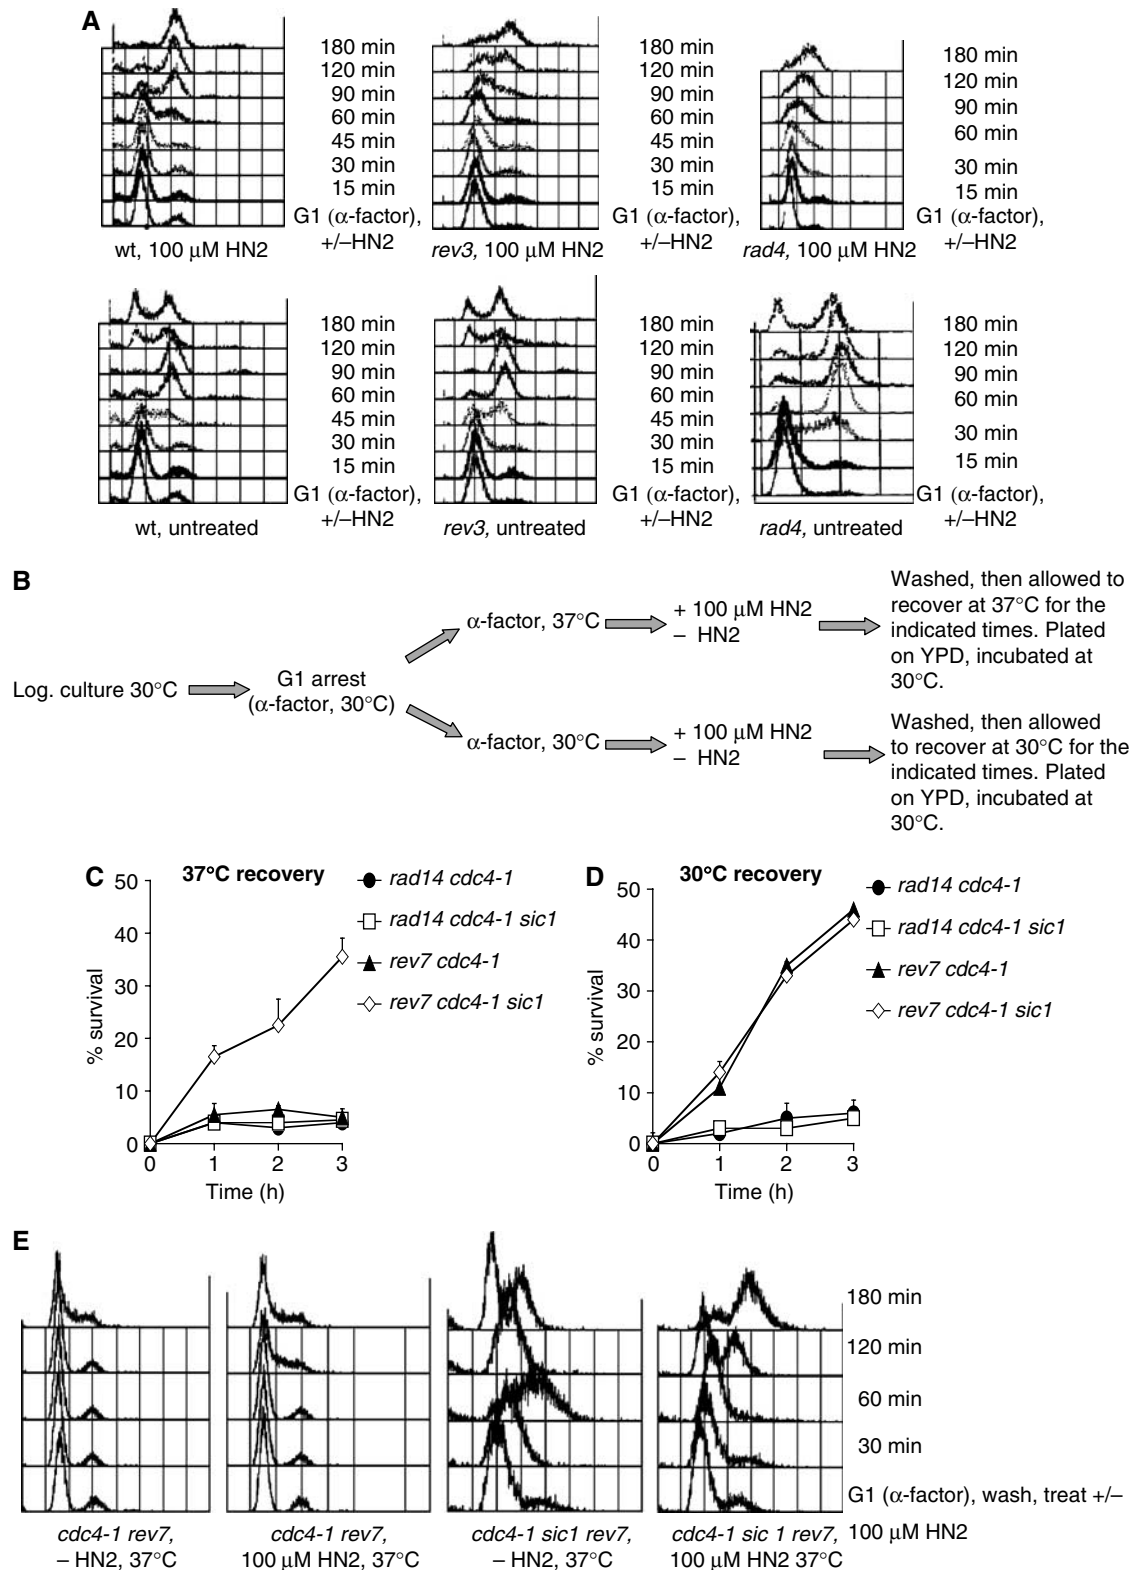 A
180 min
120 min
90 min
60 min
45 min
30 min
15 min
G1 (α-factor),
+/–HN2
wt, 100 µM HN2
180 min
120 min
90 min
60 min
45 min
30 min
15 min
G1 (α-factor),
+/–HN2
rev3, 100 µM HN2
180 min
120 min
90 min
60 min
30 min
15 min
G1 (α-factor),
+/–HN2
rad4, 100 µM HN2
180 min
120 min
90 min
60 min
45 min
30 min
15 min
G1 (α-factor),
+/–HN2
wt, untreated
180 min
120 min
90 min
60 min
45 min
30 min
15 min
G1 (α-factor),
+/–HN2
rev3, untreated
180 min
120 min
90 min
60 min
30 min
15 min
G1 (α-factor),
+/–HN2
rad4, untreated
B
Log. culture 30°C
G1 arrest
(α-factor, 30°C)
α-factor, 37°C
+ 100 µM HN2
– HN2
Washed, then allowed to
recover at 37°C for the
indicated times. Plated
on YPD, incubated at
30°C.
α-factor, 30°C
+ 100 µM HN2
– HN2
Washed, then allowed
to recover at 30°C for the
indicated times. Plated
on YPD, incubated at
30°C.
C
37°C recovery
% survival
50
40
30
20
10
0
0 1 2 3
Time (h)
rad14 cdc4-1
rad14 cdc4-1 sic1
rev7 cdc4-1
rev7 cdc4-1 sic1
D
30°C recovery
% survival
50
40
30
20
10
0
0 1 2 3
Time (h)
rad14 cdc4-1
rad14 cdc4-1 sic1
rev7 cdc4-1
rev7 cdc4-1 sic1
E
180 min
120 min
60 min
30 min
G1 (α-factor), wash, treat +/–
100 µM HN2
cdc4-1 rev7,
– HN2, 37°C
cdc4-1 rev7,
100 µM HN2, 37°C
cdc4-1 sic1 rev7,
– HN2, 37°C
cdc4-1 sic 1 rev7,
100 µM HN2 37°C